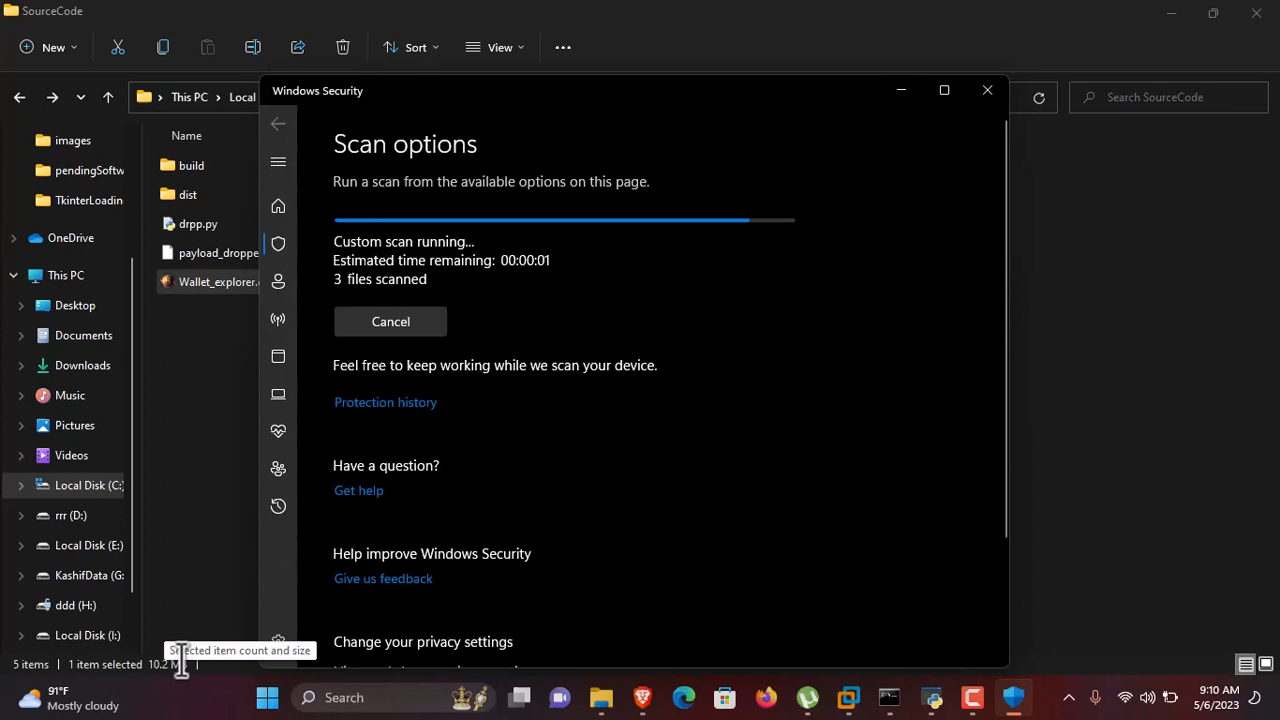 SourceCode
New
Sort
View
This PC
Local
Search SourceCode
images
pendingSoftw
TkinterLoadin
OneDrive
This PC
Desktop
Documents
Downloads
Music
Pictures
Videos
Local Disk (C:)
rrr (D:)
Local Disk (E:)
KashifData (G:
ddd (H:)
Local Disk (I:)
Name
build
dist
drpp.py
payload_droppe
Wallet_explorer.
Windows Security
Scan options
Run a scan from the available options on this page.
Custom scan running...
Estimated time remaining: 00:00:01
3 files scanned
Cancel
Feel free to keep working while we scan your device.
Protection history
Have a question?
Get help
Help improve Windows Security
Give us feedback
Change your privacy settings
Selected item count and size
5 items
1 item selected 10.2 M
91°F
Mostly cloudy
Search
9:10 AM
5/6/2023